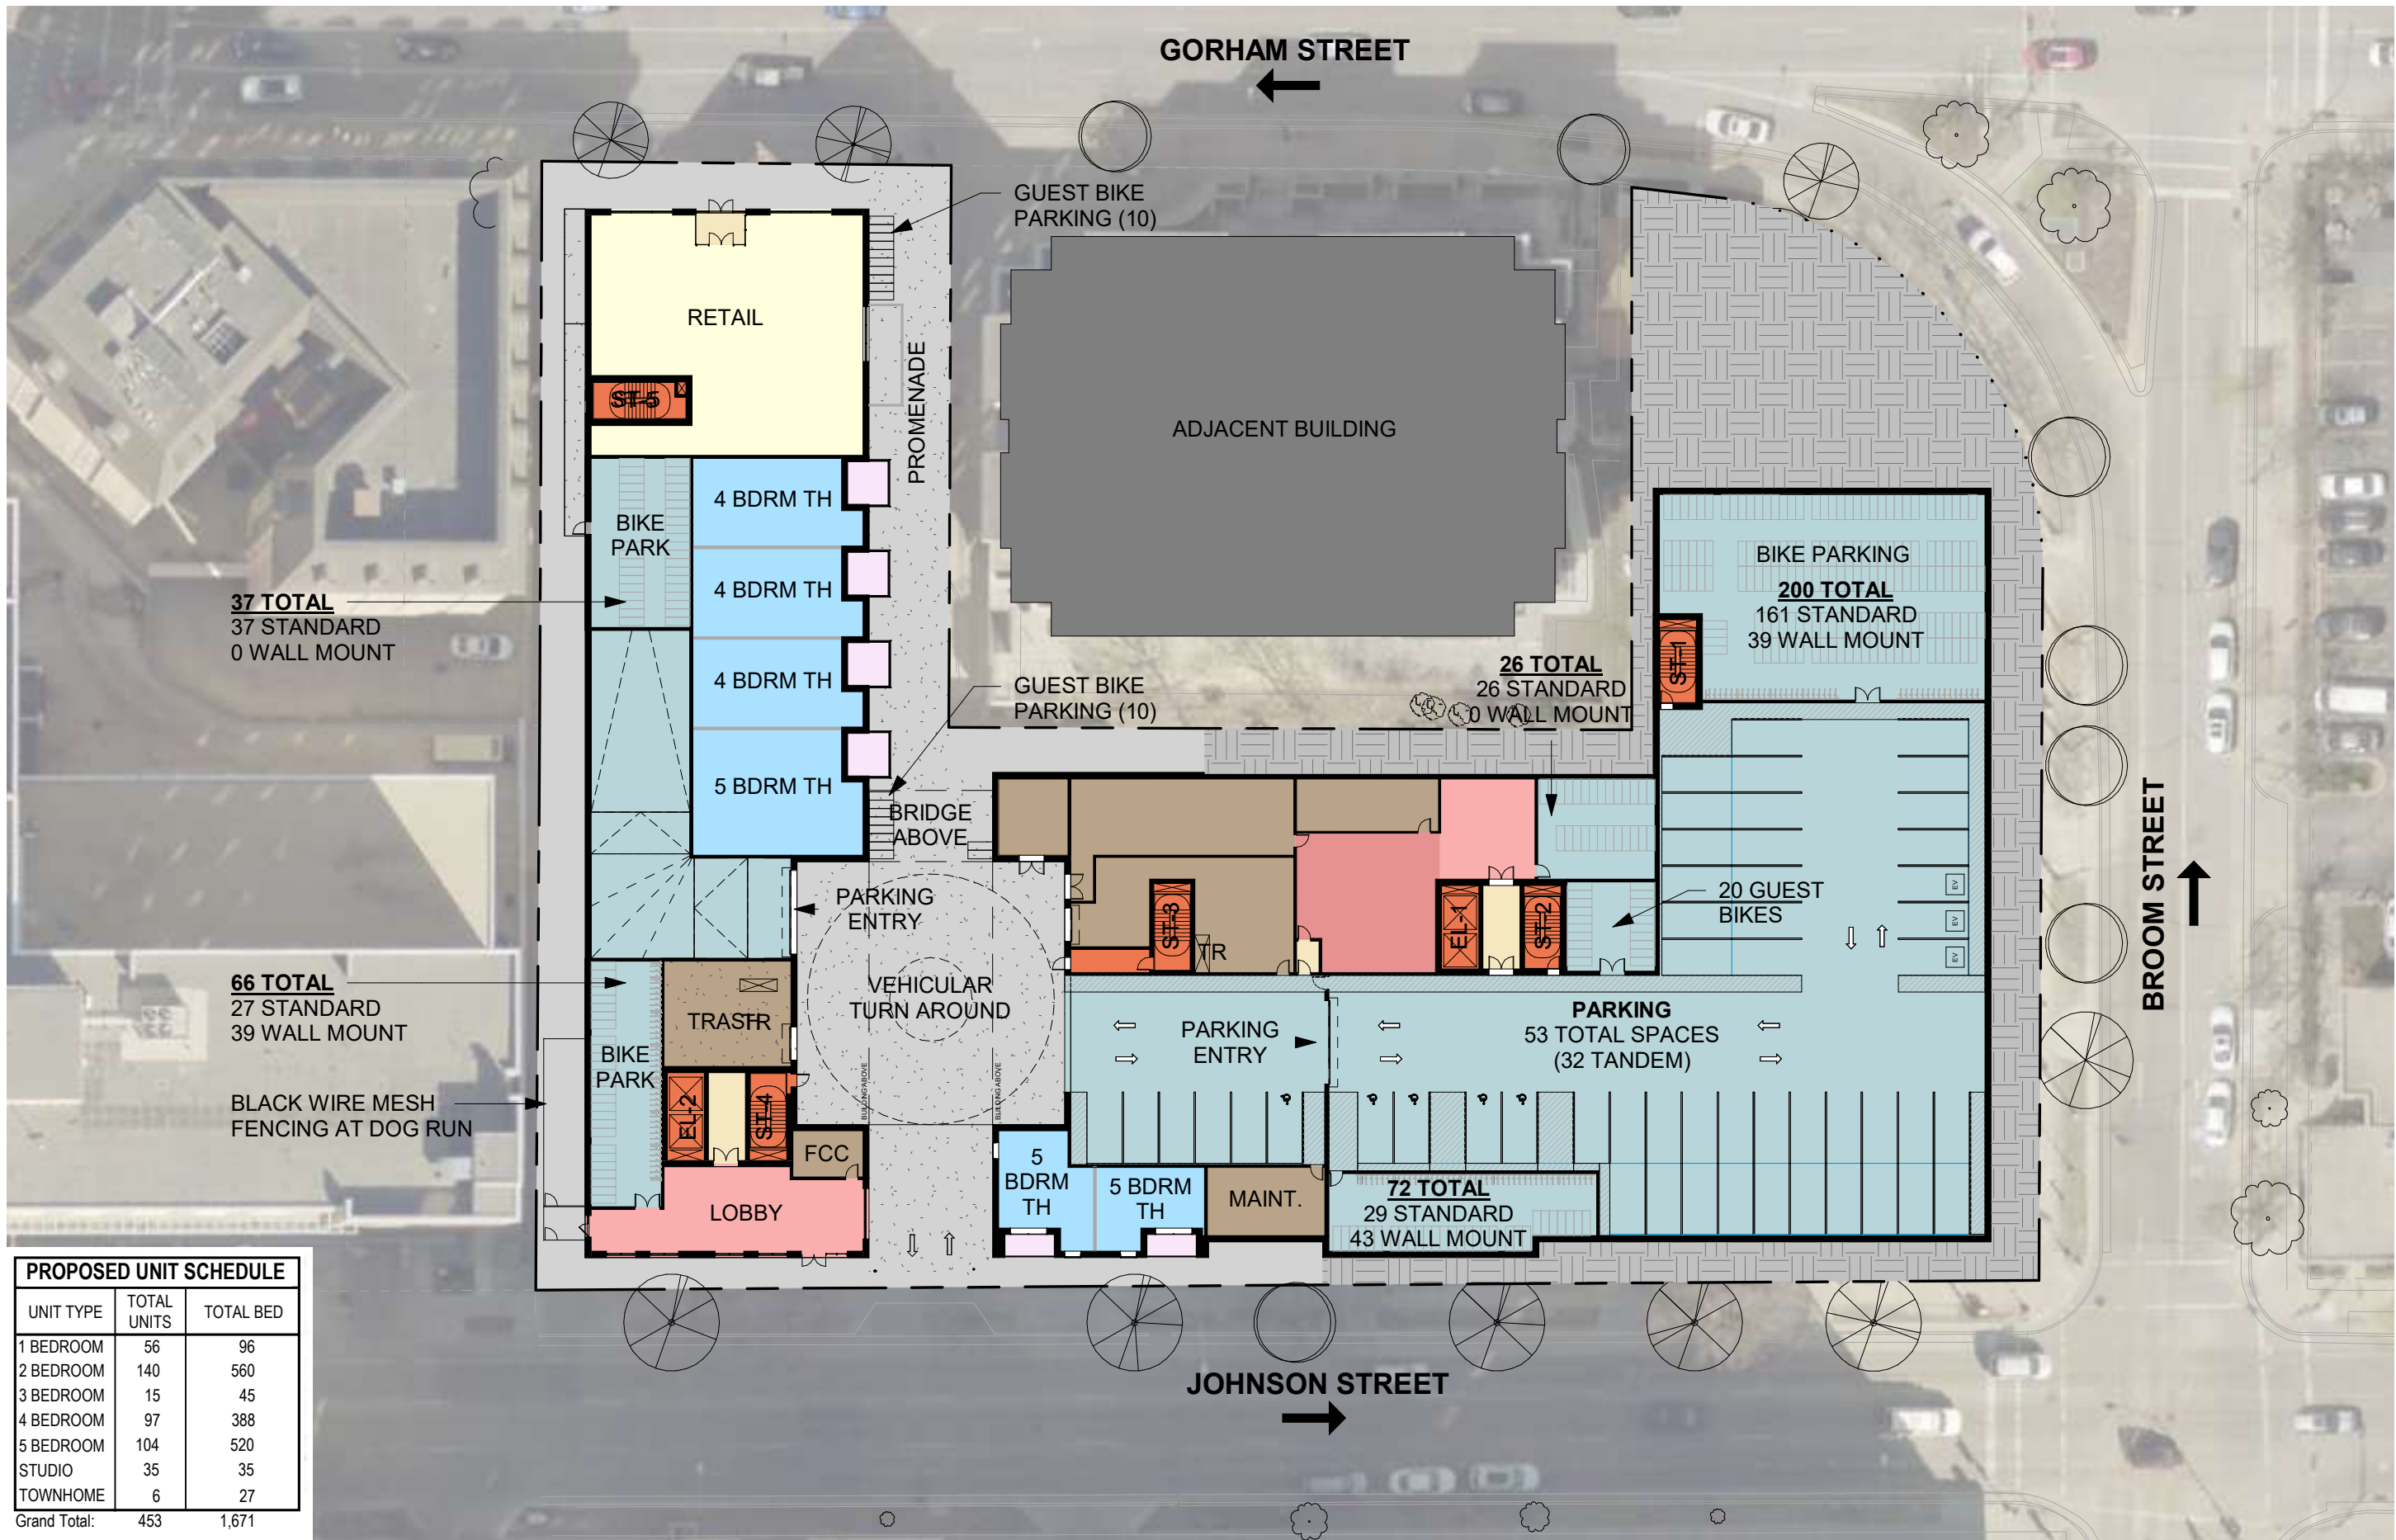 GORHAM STREET
GUEST BIKE
PARKING (10)
RETAIL
PROMENADE
ST-5
ADJACENT BUILDING
4 BDRM TH
BIKE
PARK
4 BDRM TH
37 TOTAL
37 STANDARD
0 WALL MOUNT
4 BDRM TH
GUEST BIKE
PARKING (10)
5 BDRM TH
BRIDGE
ABOVE
BIKE PARKING
200 TOTAL
161 STANDARD
39 WALL MOUNT
ST-1
26 TOTAL
26 STANDARD
0 WALL MOUNT
PARKING
ENTRY
20 GUEST
BIKES
EV
EV
EV
ST-3
TR
EL-1
ST-2
BROOM STREET
66 TOTAL
27 STANDARD
39 WALL MOUNT
VEHICULAR
TURN AROUND
TRASH
TR
PARKING
ENTRY
PARKING
53 TOTAL SPACES
(32 TANDEM)
BIKE
PARK
BLACK WIRE MESH
FENCING AT DOG RUN
EL-2
ST-4
BUILDING ABOVE
BUILDING ABOVE
FCC
LOBBY
5
BDRM
TH
5 BDRM
TH
MAINT.
72 TOTAL
29 STANDARD
43 WALL MOUNT
JOHNSON STREET
PROPOSED UNIT SCHEDULE
UNIT TYPE TOTAL UNITS TOTAL BED
1 BEDROOM 56 96
2 BEDROOM 140 560
3 BEDROOM 15 45
4 BEDROOM 97 388
5 BEDROOM 104 520
STUDIO 35 35
TOWNHOME 6 27
Grand Total: 453 1,671